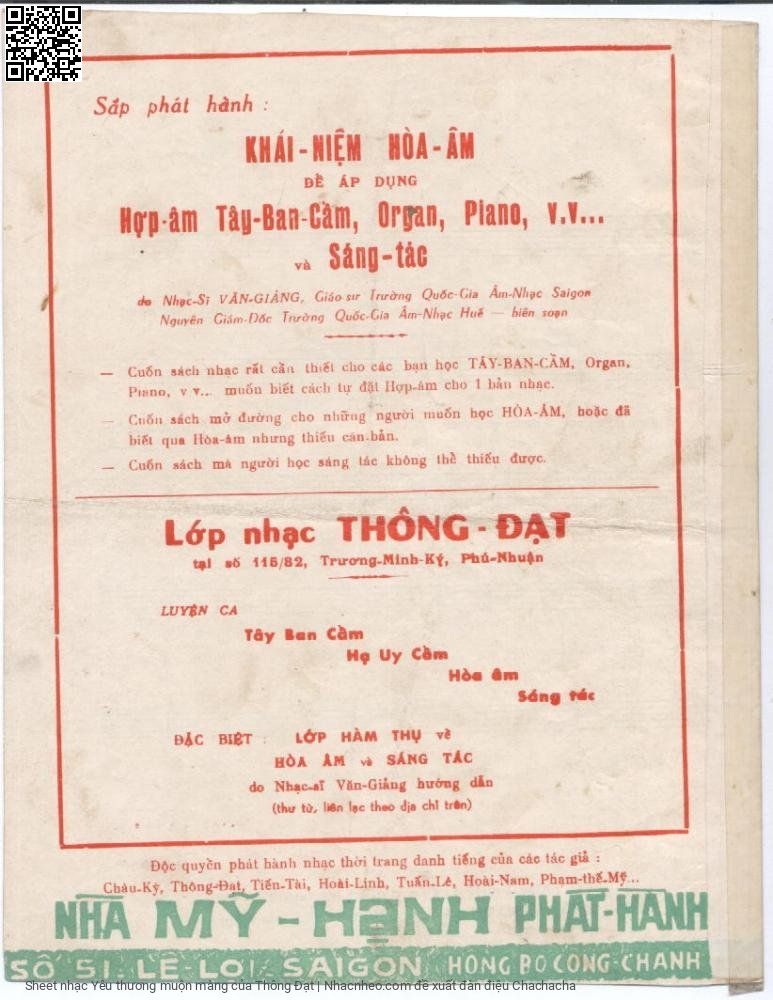 Sắp phát hành :
KHÁI-NIỆM HÒA-ÂM
ĐỀ ÁP DỤNG
Hợp-âm Tây-Ban-Cầm, Organ, Piano, v.v...
và Sáng-tác
do Nhạc-Sĩ VĂN-GIẢNG, Giáo-sư Trường Quốc-Gia Âm-Nhạc Saigon
Nguyên Giám-Đốc Trường Quốc-Gia Âm-Nhạc Huế — biên soạn
— Cuốn sách nhạc rất cần thiết cho các bạn học TÂY-BAN-CẦM, Organ,
Piano, v v... muốn biết cách tự đặt Hợp-âm cho 1 bản nhạc.
— Cuốn sách mở đường cho những người muốn học HÒA-ÂM, hoặc đã
biết qua Hòa-âm nhưng thiếu căn-bản.
— Cuốn sách mà người học sáng tác không thể thiếu được.
Lớp nhạc THÔNG-ĐẠT
tại số 115/82, Trương-Minh-Ký, Phú-Nhuận
LUYỆN CA
Tây Ban Cầm
Hạ Uy Cầm
Hòa âm
Sáng tác
ĐẶC BIỆT : LỚP HÀM THỤ về
HÒA ÂM và SÁNG TÁC
do Nhạc-sĩ Văn-Giảng hướng dẫn
(thư từ, liên lạc theo địa chỉ trên)
Độc quyền phát hành nhạc thời trang danh tiếng của các tác giả :
Châu-Kỳ, Thông-Đạt, Tiến-Tài, Hoài-Linh, Tuấn-Lê, Hoài-Nam, Phạm-thế-Mỹ...
NHÀ MỸ-HẠNH PHÁT-HÀNH
SỐ 51 LÊ-LỢI SAIGON HÔNG BỘ CÔNG-CHÁNH
Sheet nhạc Yêu thương muộn màng của Thông Đạt | Nhacnheo.com đề xuất đàn điệu Chachacha